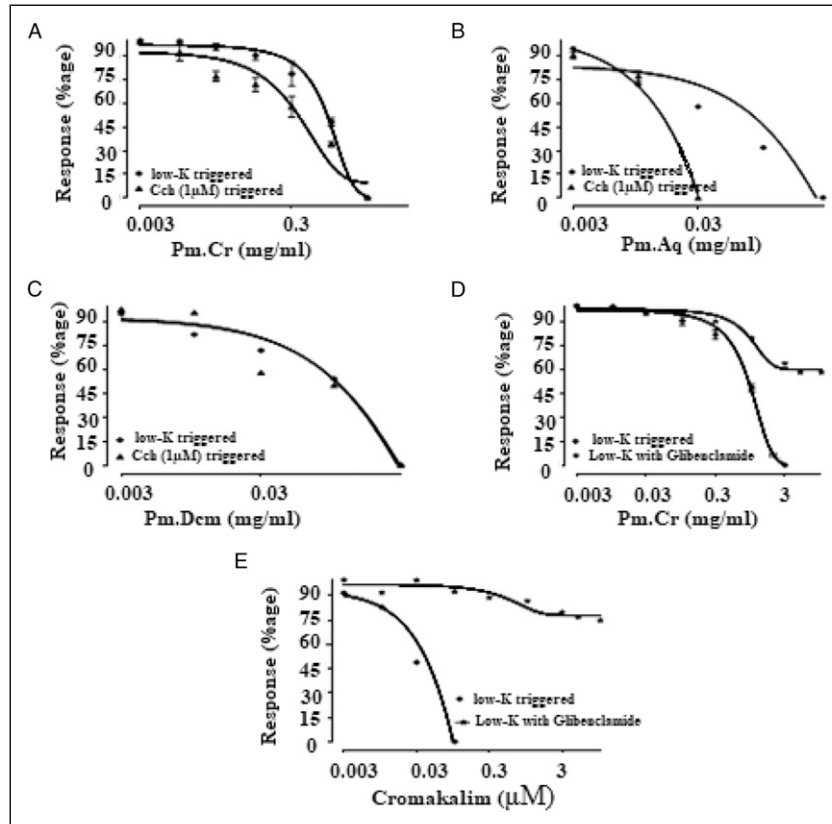 A
Response (%age)
90
75
60
45
30
15
0
low-K triggered
Cch (1μM) triggered
0.003
0.3
Pm.Cr (mg/ml)
B
Response (%age)
90
75
60
45
30
15
0
low-K triggered
Cch (1μM) triggered
0.003
0.03
Pm.Aq (mg/ml)
C
Response (%age)
90
75
60
45
30
15
0
low-K triggered
Cch (1μM) triggered
0.003
0.03
Pm.Dcm (mg/ml)
D
Response (%age)
90
75
60
45
30
15
0
low-K triggered
Low-K with Glibenclamide
0.003
0.03
0.3
3
Pm.Cr (mg/ml)
E
Response (%age)
90
75
60
45
30
15
0
low-K triggered
Low-K with Glibenclamide
0.003
0.03
0.3
3
Cromakalim (μM)